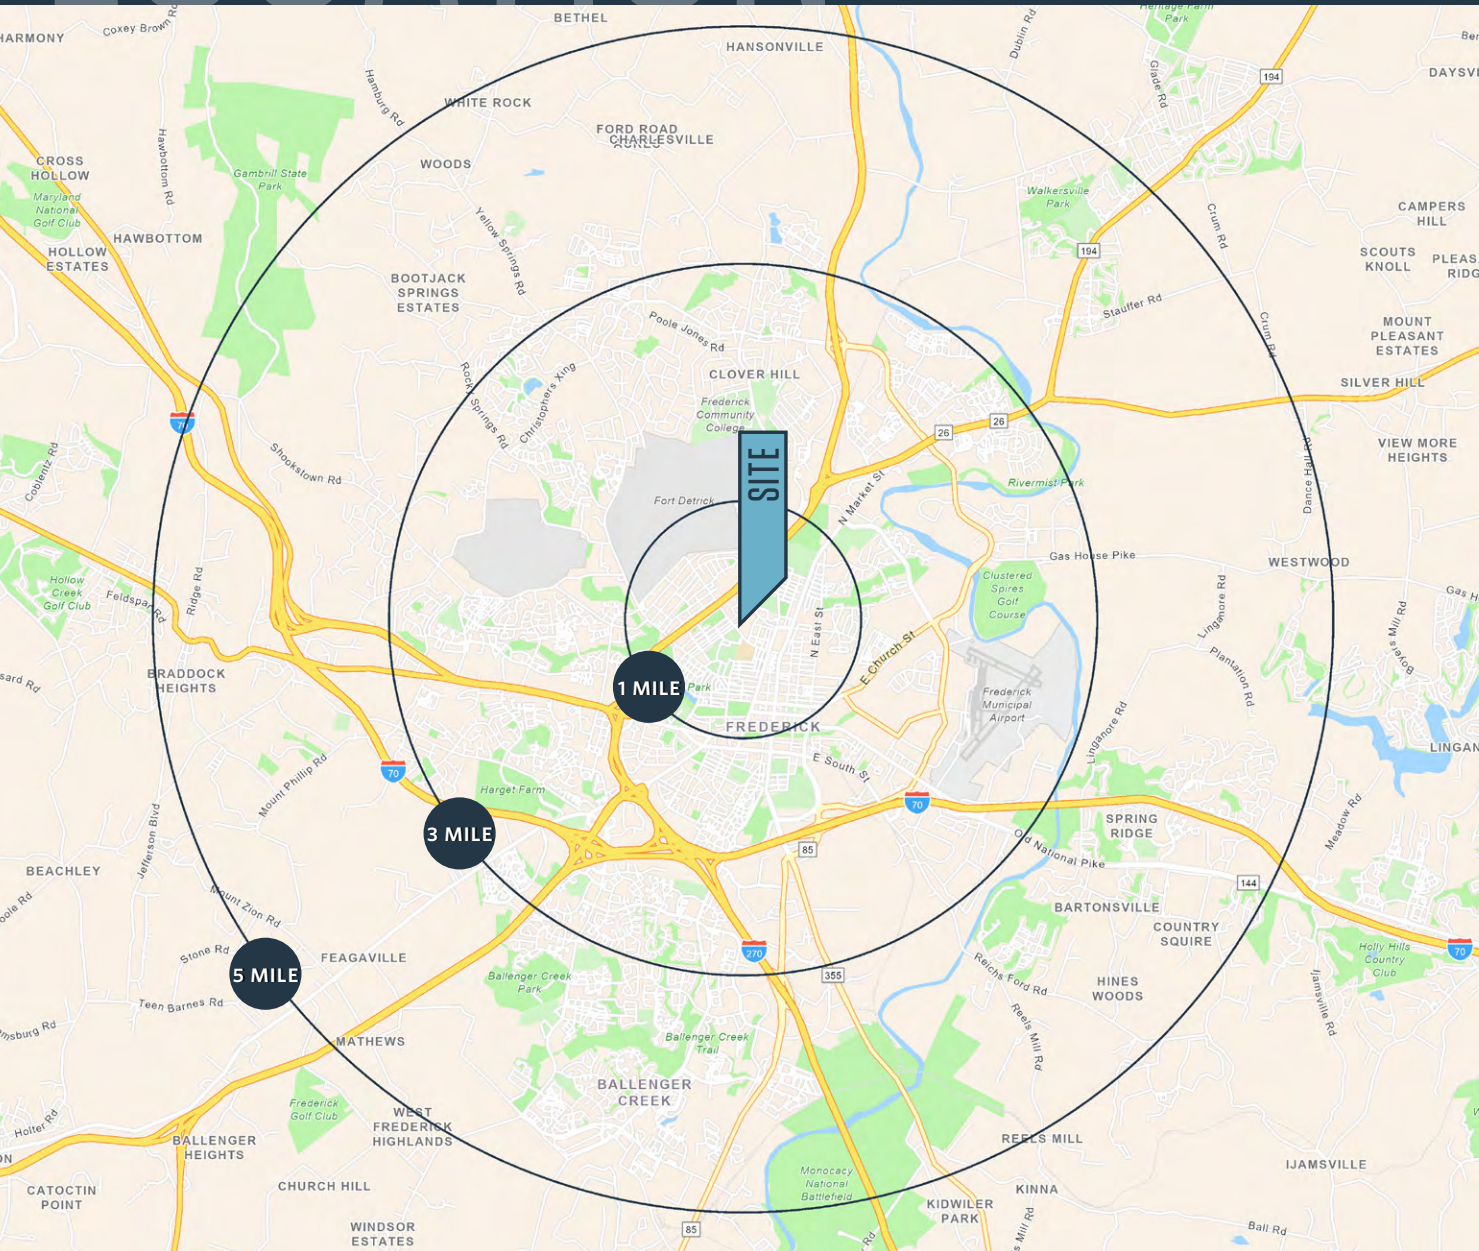 BETHEL
Heritage Farm
Park
Coxey Brown Rd
HARMONY
HANSONVILLE
Dublin Rd
Glade Rd
194
DAYSV
Hamburg Rd
WHITE ROCK
FORD ROAD
CHARLESVILLE
Hawbottom Rd
CROSS
HOLLOW
WOODS
Gambrill State
Park
Maryland
National
Golf Club
Walkersville
Park
CAMPERS
HILL
Yellow Springs Rd
Crum Rd
HAWBOTTOM
HOLLOW
ESTATES
194
SCOUTS
KNOLL
PLEAS
RIDG
BOOTJACK
SPRINGS
ESTATES
Stauffer Rd
Poole Jones Rd
Crum Rd
MOUNT
PLEASANT
ESTATES
CLOVER HILL
Rocky Springs Rd
Christophers Xing
SILVER HILL
Frederick
Community
College
70
26
26
SITE
Coblentz Rd
Shookstown Rd
VIEW MORE
HEIGHTS
Dance Hall Rd
Rivermist Park
Fort Detrick
N Market St
Gas House Pike
WESTWOOD
Hollow
Creek
Golf Club
Feldspar Rd
Ridge Rd
Clustered
Spires
Golf
Course
Linganore Rd
Gas H
Boyers Mill Rd
N East St
E Church St
Plantation Rd
BRADDOCK
HEIGHTS
sard Rd
1 MILE
Park
Frederick
Municipal
Airport
FREDERICK
Linganore Rd
LINGAN
E South St
70
Mount Phillip Rd
Harget Farm
70
SPRING
RIDGE
Meadow Rd
Jefferson Blvd
3 MILE
85
Old National Pike
BEACHLEY
144
oole Rd
Mount Zion Rd
BARTONSVILLE
COUNTRY
SQUIRE
Stone Rd
FEAGAVILLE
270
Holly Hills
Country
Club
70
5 MILE
Ballenger Creek
Park
355
Reichs Ford Rd
HINES
WOODS
Ijamsville Rd
Teen Barnes Rd
msburg Rd
MATHEWS
Ballenger Creek
Trail
Reels Mill Rd
BALLENGER
CREEK
Frederick
Golf Club
WEST
FREDERICK
HIGHLANDS
Holter Rd
BALLENGER
HEIGHTS
REELS MILL
ON
IJAMSVILLE
CATOCTIN
POINT
CHURCH HILL
Monocacy
National
Battlefield
KINNA
KIDWILER
PARK
WINDSOR
ESTATES
85
s Mill Rd
Ball Rd
Rd